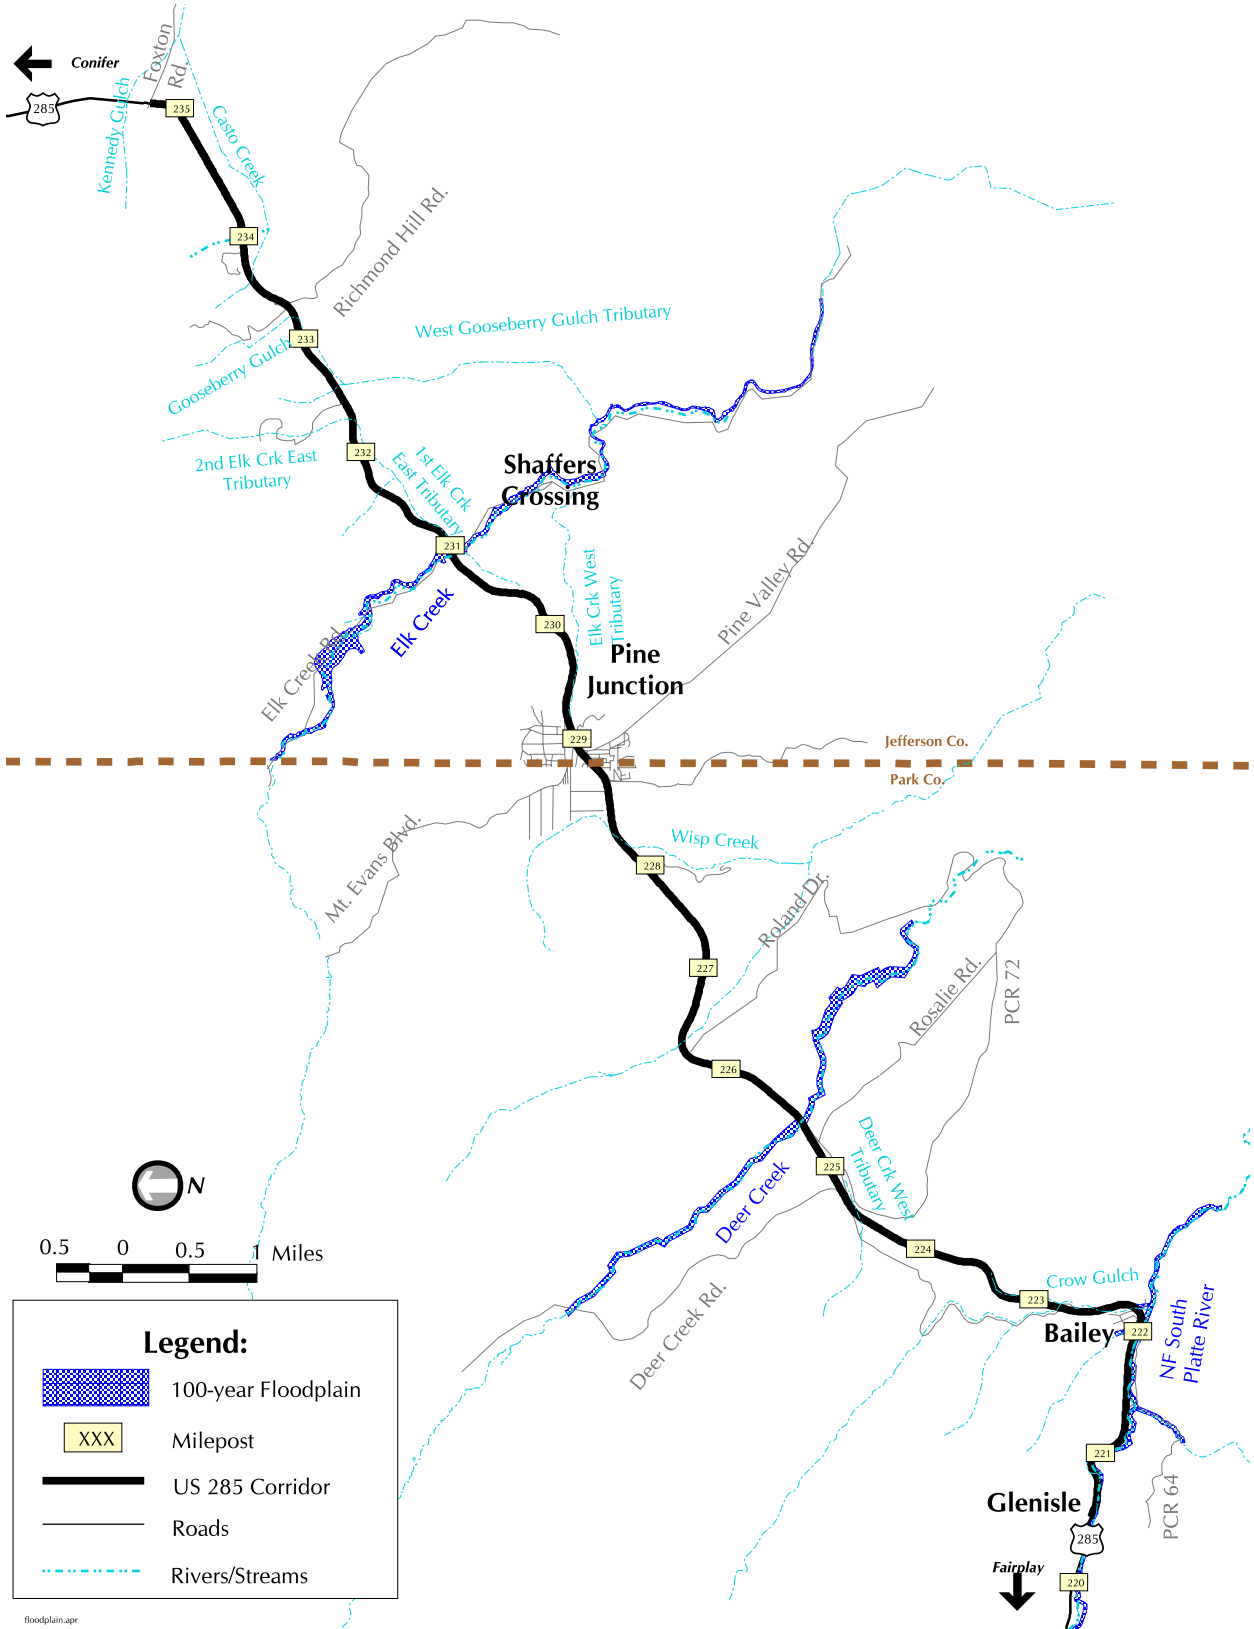 Conifer
285
Foxton
Rd.
Kennedy Gulch
Casto Creek
235
234
Richmond Hill Rd.
233
West Gooseberry Gulch Tributary
Gooseberry Gulch
232
2nd Elk Crk East
Tributary
1st Elk Crk
East Tributary
Shaffers
Crossing
231
Elk Creek
Elk Creek Rd.
230
Elk Crk West
Tributary
Pine Valley Rd.
Pine
Junction
229
Jefferson Co.
Park Co.
Mt. Evans Blvd.
Wisp Creek
228
Roland Dr.
227
Rosalie Rd.
PCR 72
226
Deer Crk West
Tributary
225
Deer Creek
Deer Creek Rd.
224
Crow Gulch
223
Bailey
222
NF South
Platte River
221
Glenisle
PCR 64
285
Fairplay
220
N
0.5 0 0.5 1 Miles
Legend:
100-year Floodplain
XXX Milepost
US 285 Corridor
Roads
Rivers/Streams
floodplain.apr